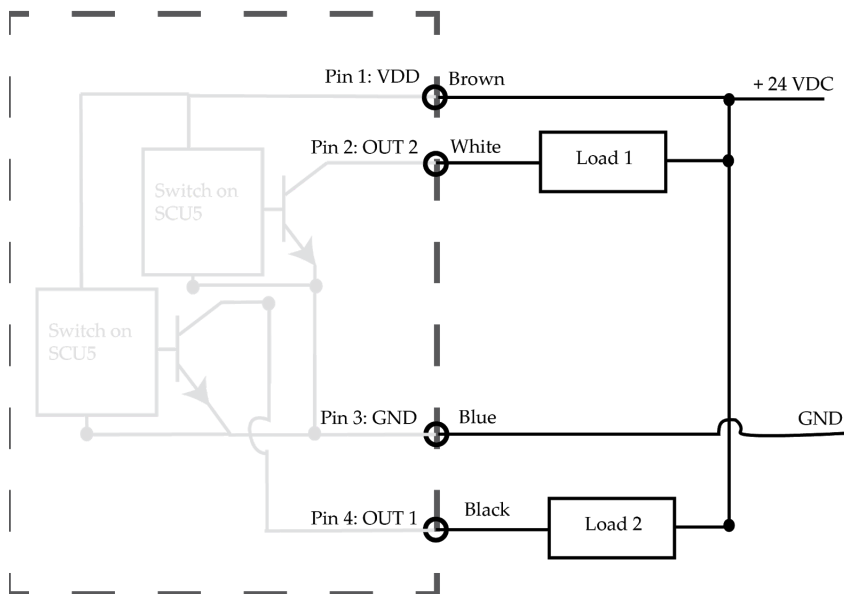 Pin 1: VDD
Brown
+ 24 VDC
Pin 2: OUT 2
White
Load 1
Switch on
SCU5
Switch on
SCU5
Pin 3: GND
Blue
GND
Pin 4: OUT 1
Black
Load 2